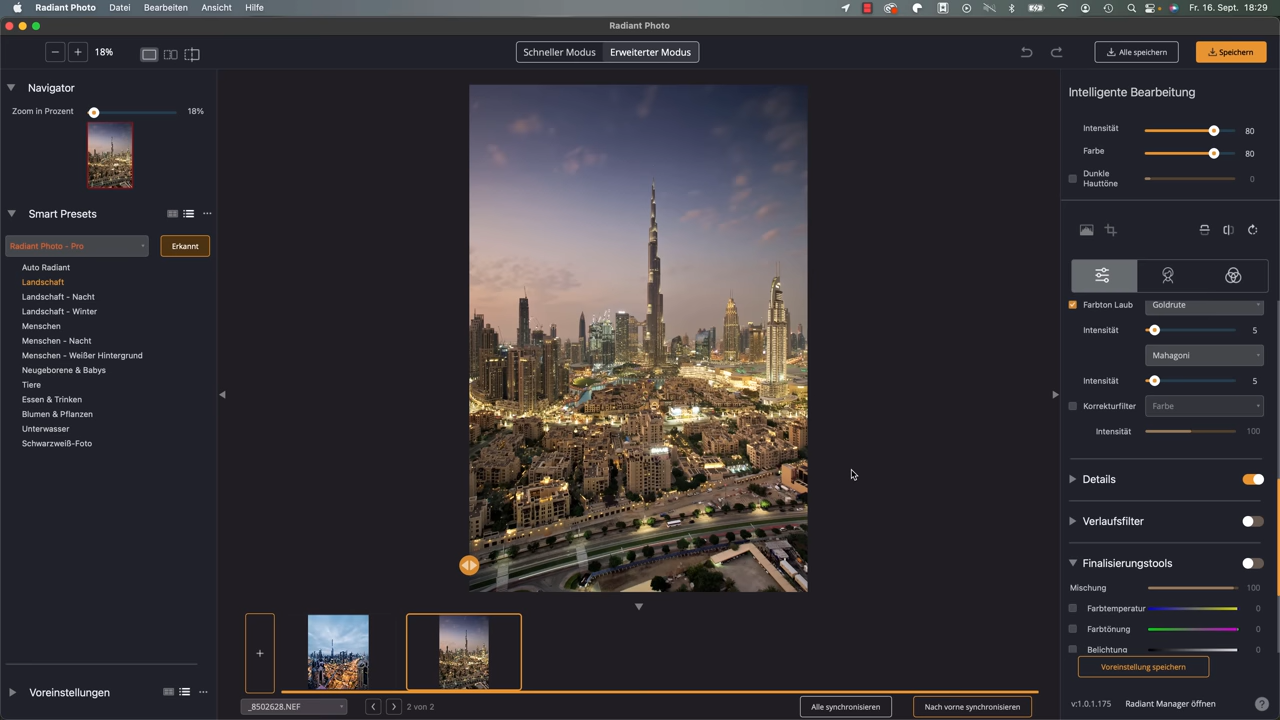 Radiant Photo Datei Bearbeiten Ansicht Hilfe Fr. 16. Sept. 18:29
Radiant Photo
18% Schneller Modus Erweiterter Modus Alle speichern Speichern
Navigator
Zoom in Prozent 18%
Smart Presets
Radiant Photo - Pro Erkannt
Auto Radiant
Landschaft
Landschaft - Nacht
Landschaft - Winter
Menschen
Menschen - Nacht
Menschen - Weißer Hintergrund
Neugeborene & Babys
Tiere
Essen & Trinken
Blumen & Pflanzen
Unterwasser
Schwarzweiß-Foto
Voreinstellungen
_8502628.NEF 2 von 2 Alle synchronisieren Nach vorne synchronisieren
Intelligente Bearbeitung
Intensität 80
Farbe 80
Dunkle
Hauttöne 0
Farbton Laub Goldrute
Intensität 5
Mahagoni
Intensität 5
Korrekturfilter Farbe
Intensität 100
Details
Verlaufsfilter
Finalisierungstools
Mischung 100
Farbtemperatur 0
Farbtönung 0
Belichtung 0
Voreinstellung speichern
v:1.0.1.175 Radiant Manager öffnen ?